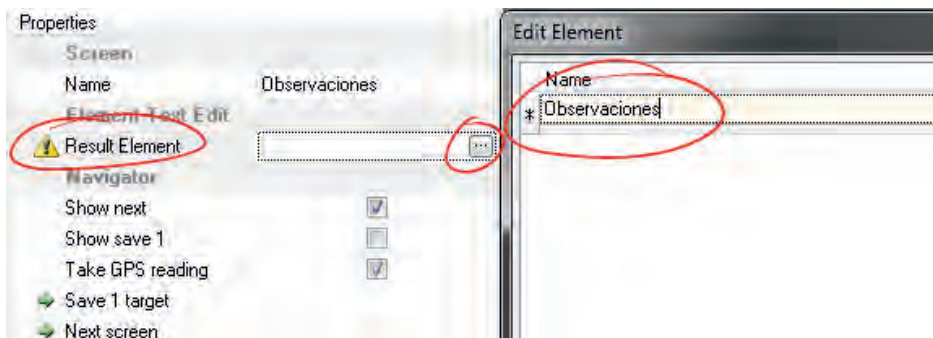 Properties
Screen
Name Observaciones
Element Text Edit
Result Element ...
Navigator
Show next
Show save 1
Take GPS reading
Save 1 target
Next screen
Edit Element
Name
* Observaciones